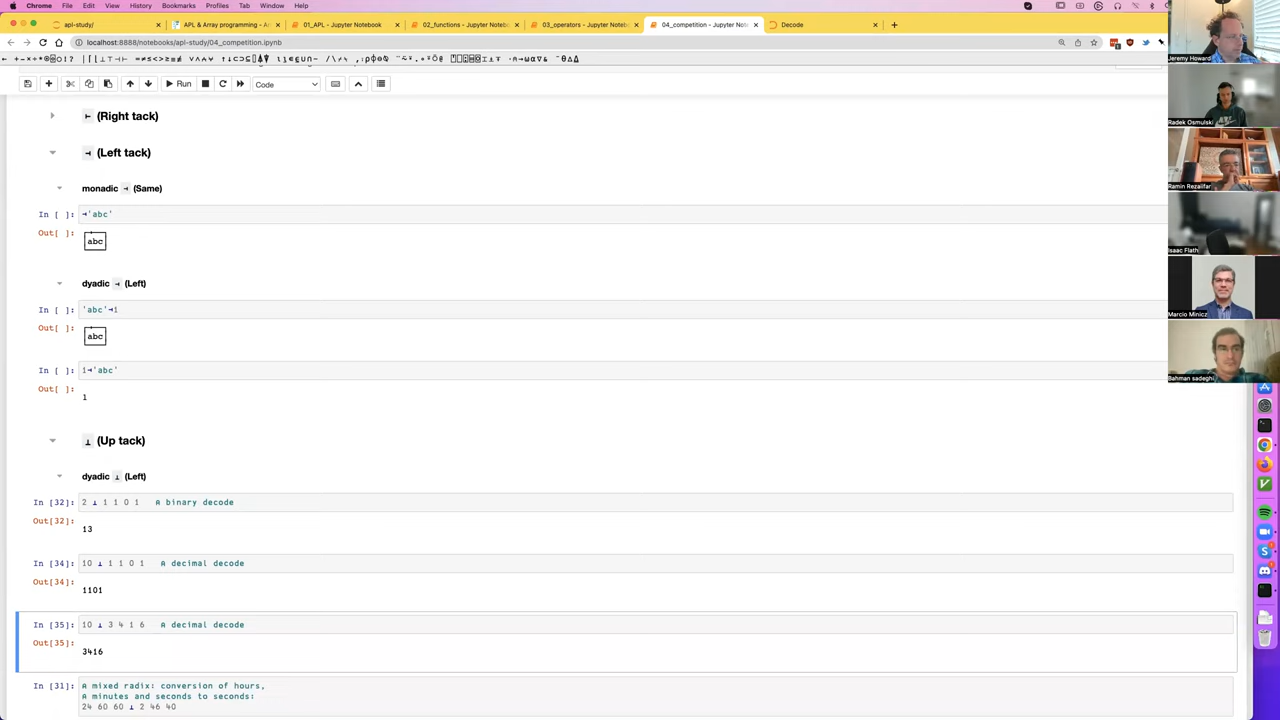 Chrome File Edit View History Bookmarks Profiles Tab Window Help
apl-study/ APL & Array programming - A 01_APL - Jupyter Notebook 02_functions - Jupyter Notebook 03_operators - Jupyter Notebook 04_competition - Jupyter Note Decode
localhost:8888/notebooks/apl-study/04_competition.ipynb
Run Code
⊢ (Right tack)
⊣ (Left tack)
monadic ⊣ (Same)
In [ ]: ⊣'abc'
Out[ ]:
abc
dyadic ⊣ (Left)
In [ ]: 'abc'⊣1
Out[ ]:
abc
In [ ]: 1⊣'abc'
Out[ ]:
1
⊥ (Up tack)
dyadic ⊥ (Left)
In [32]: 2 ⊥ 1 1 0 1 ⍝ binary decode
Out[32]:
13
In [34]: 10 ⊥ 1 1 0 1 ⍝ decimal decode
Out[34]:
1101
In [35]: 10 ⊥ 3 4 1 6 ⍝ decimal decode
Out[35]:
3416
In [31]: ⍝ mixed radix: conversion of hours,
⍝ minutes and seconds to seconds:
24 60 60 ⊥ 2 46 40
Jeremy Howard
Radek Osmulski
Ramin Rezaiifar
Isaac Flath
Marcio Minicz
Bahman sadeghi